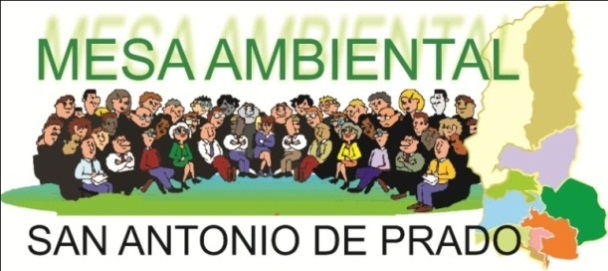 MESA AMBIENTAL
SAN ANTONIO DE PRADO